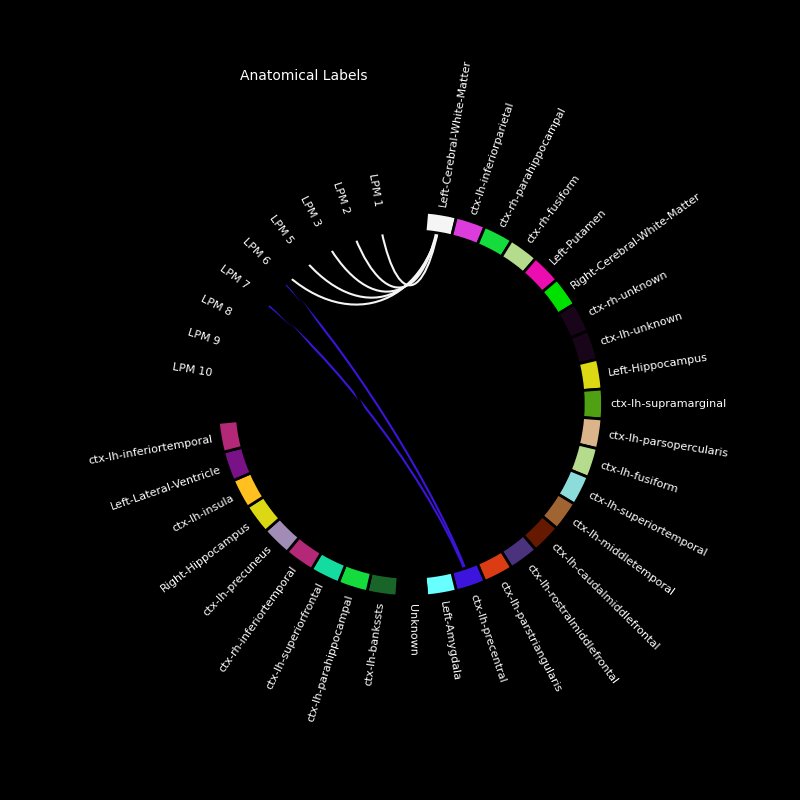 Anatomical Labels
Left-Cerebral-White-Matter
ctx-lh-inferiorparietal
ctx-rh-parahippocampal
ctx-rh-fusiform
Left-Putamen
Right-Cerebral-White-Matter
ctx-rh-unknown
ctx-lh-unknown
Left-Hippocampus
ctx-lh-supramarginal
ctx-lh-parsopercularis
ctx-lh-fusiform
ctx-lh-superiortemporal
ctx-lh-middletemporal
ctx-lh-caudalmiddlefrontal
ctx-lh-rostralmiddlefrontal
ctx-lh-parstriangularis
ctx-lh-precentral
Left-Amygdala
Unknown
ctx-lh-bankssts
ctx-lh-parahippocampal
ctx-lh-superiorfrontal
ctx-rh-inferiortemporal
ctx-lh-precuneus
Right-Hippocampus
ctx-lh-insula
Left-Lateral-Ventricle
ctx-lh-inferiortemporal
LPM 10
LPM 9
LPM 8
LPM 7
LPM 6
LPM 5
LPM 3
LPM 2
LPM 1